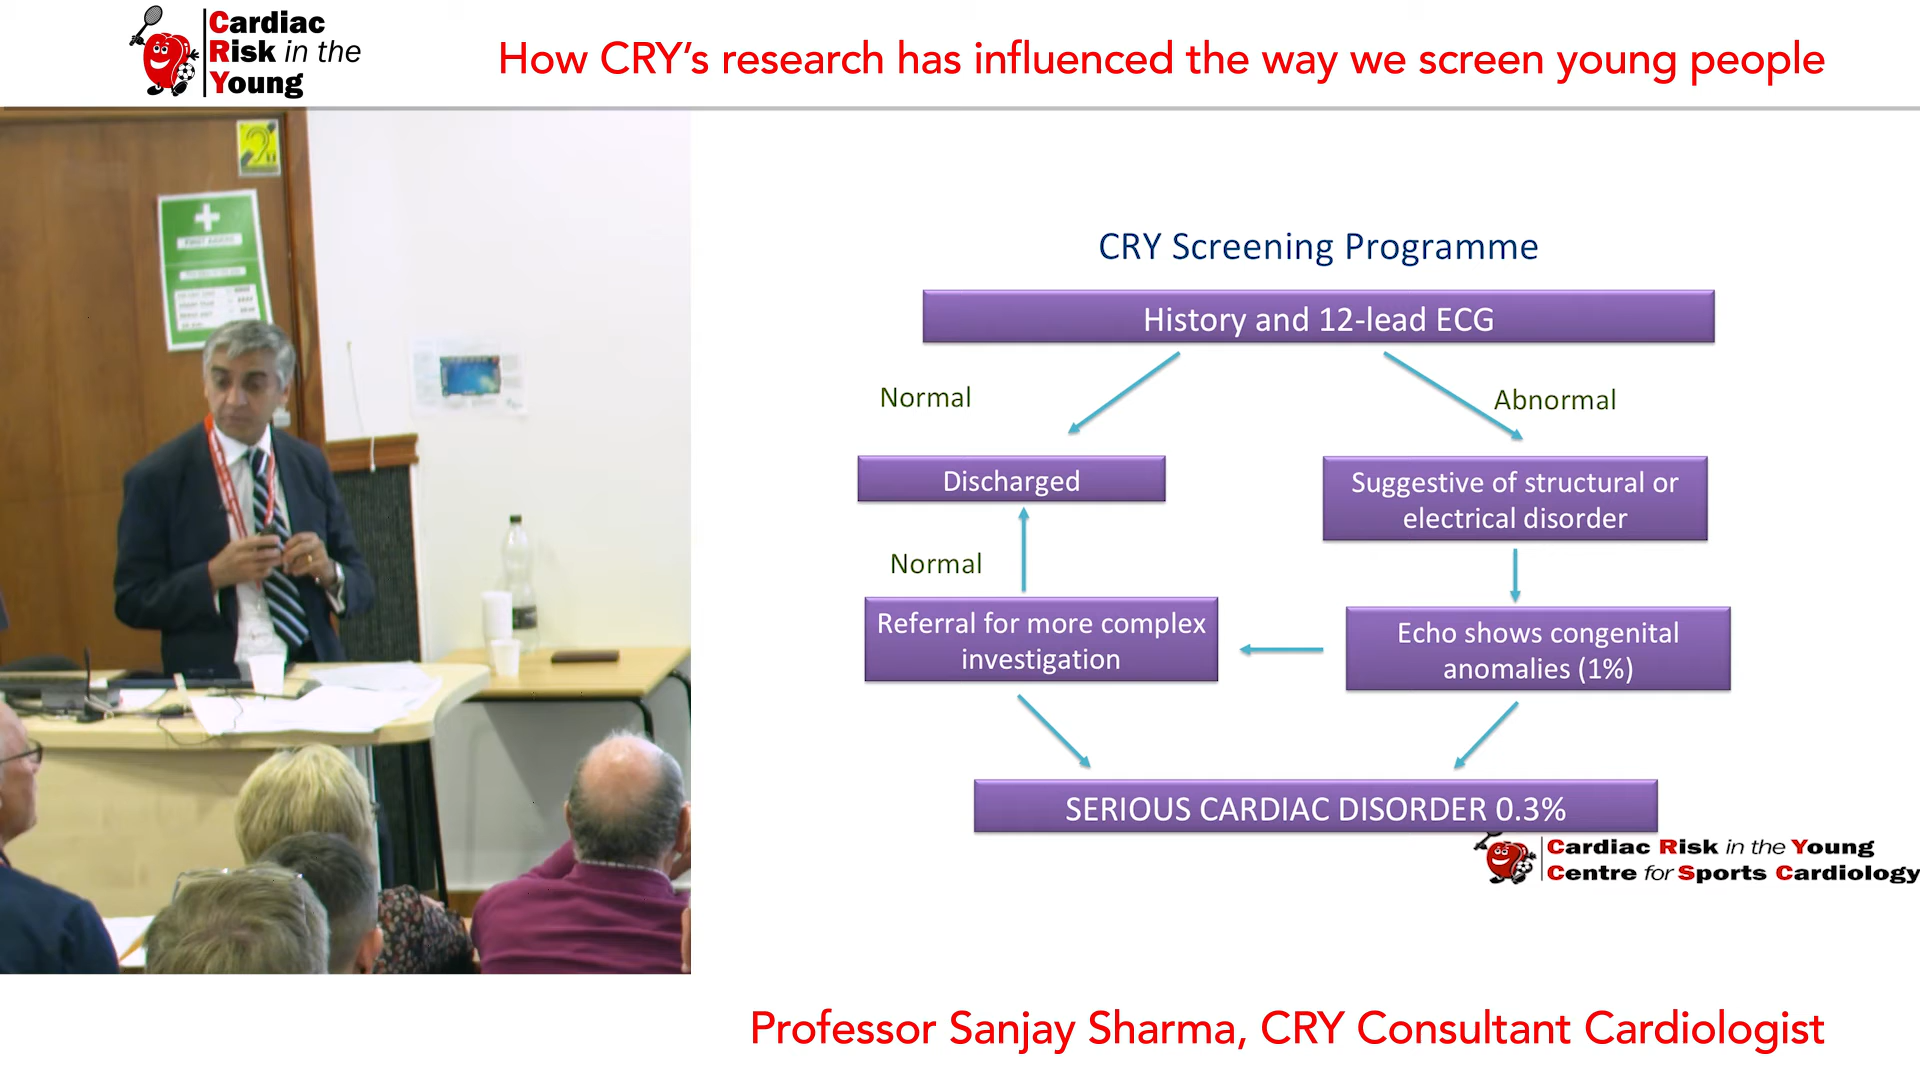 Cardiac
Risk in the
Young
How CRY's research has influenced the way we screen young people
CRY Screening Programme
History and 12-lead ECG
Normal
Abnormal
Discharged
Suggestive of structural or
electrical disorder
Normal
Referral for more complex
investigation
Echo shows congenital
anomalies (1%)
SERIOUS CARDIAC DISORDER 0.3%
Cardiac Risk in the Young
Centre for Sports Cardiology
Professor Sanjay Sharma, CRY Consultant Cardiologist